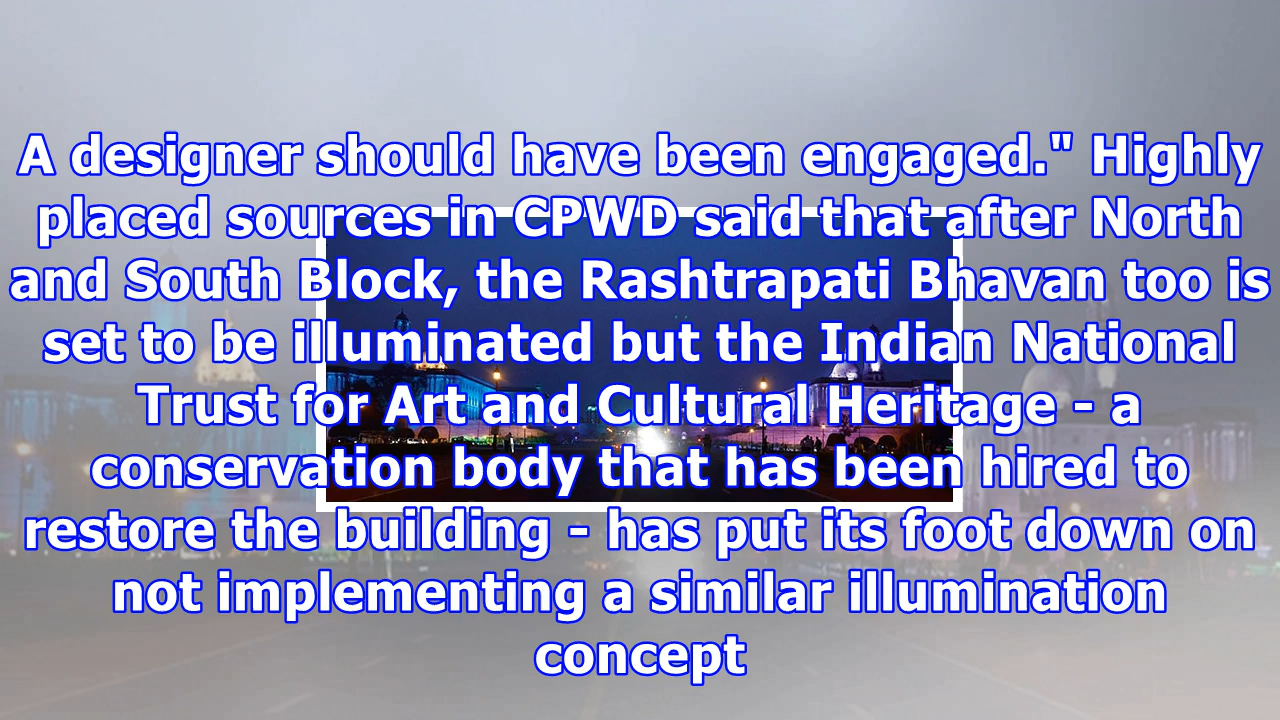 A designer should have been engaged." Highly
placed sources in CPWD said that after North
and South Block, the Rashtrapati Bhavan too is
set to be illuminated but the Indian National
Trust for Art and Cultural Heritage - a
conservation body that has been hired to
restore the building - has put its foot down on
not implementing a similar illumination
concept